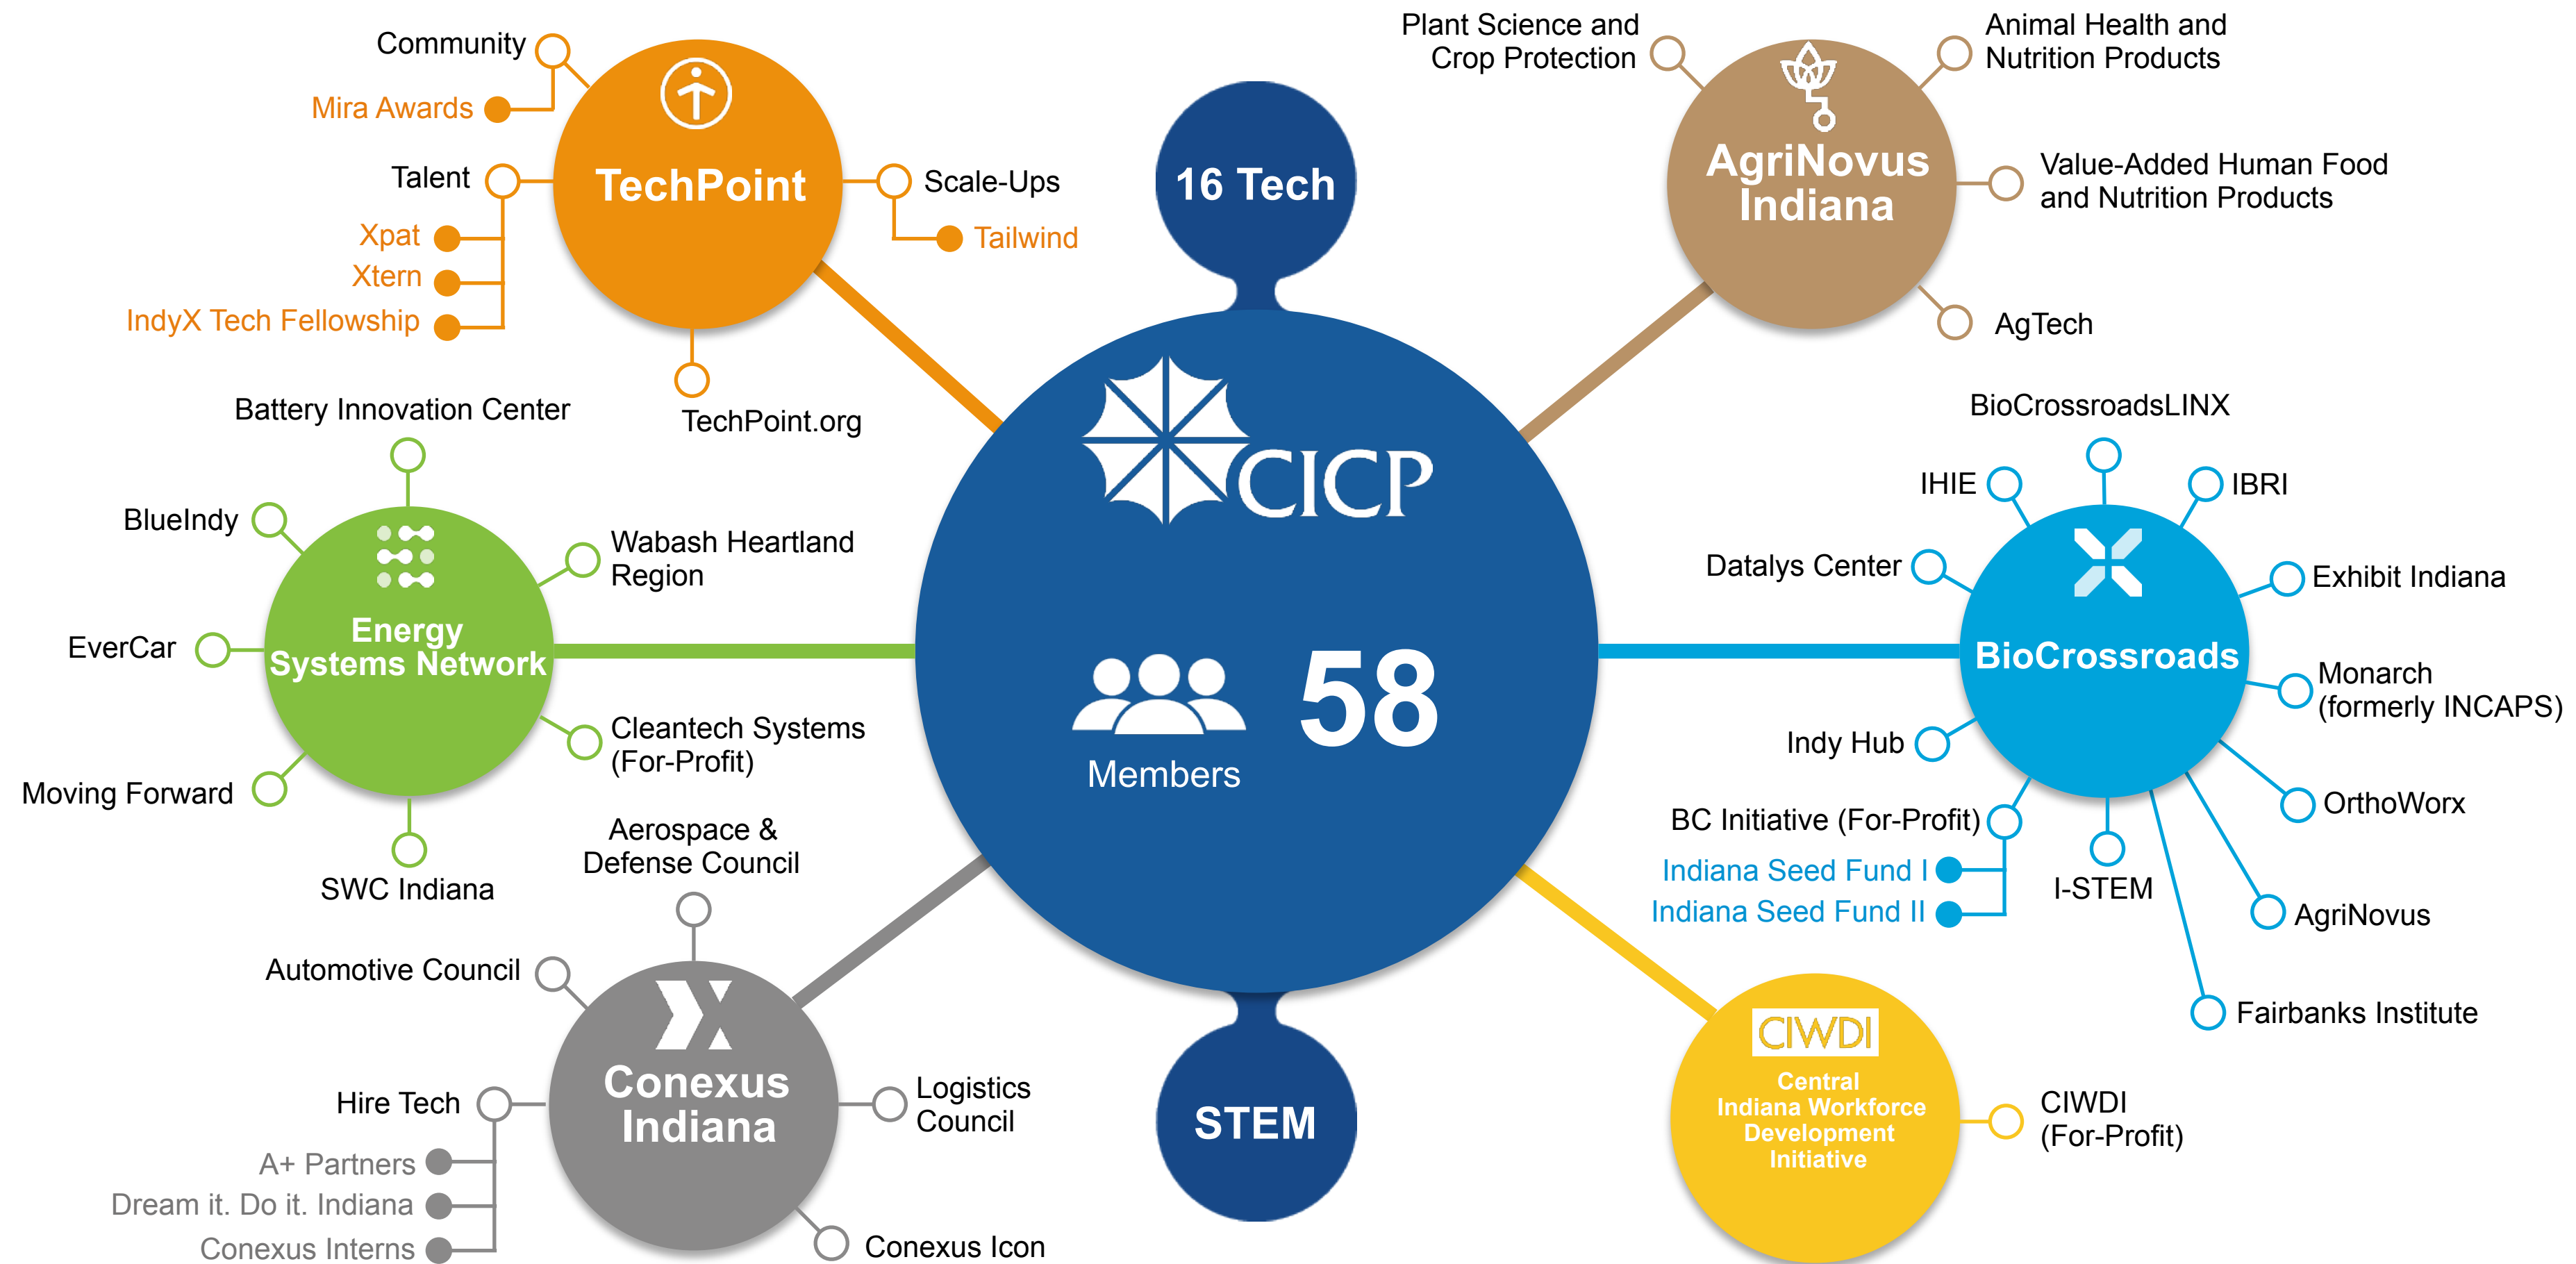 Community
Mira Awards
Talent
Xpat
Xtern
IndyX Tech Fellowship
TechPoint
Scale-Ups
Tailwind
TechPoint.org
16 Tech
Plant Science and
Crop Protection
Animal Health and
Nutrition Products
AgriNovus
Indiana
Value-Added Human Food
and Nutrition Products
AgTech
Battery Innovation Center
BlueIndy
Energy
Systems Network
Wabash Heartland
Region
EverCar
Cleantech Systems
(For-Profit)
Moving Forward
SWC Indiana
CICP
58
Members
BioCrossroadsLINX
IHIE
IBRI
Datalys Center
Exhibit Indiana
BioCrossroads
Monarch
(formerly INCAPS)
Indy Hub
OrthoWorx
BC Initiative (For-Profit)
Indiana Seed Fund I
Indiana Seed Fund II
I-STEM
AgriNovus
Fairbanks Institute
Aerospace &
Defense Council
Automotive Council
Conexus
Indiana
Hire Tech
A+ Partners
Dream it. Do it. Indiana
Conexus Interns
Logistics
Council
Conexus Icon
STEM
CIWDI
Central
Indiana Workforce
Development
Initiative
CIWDI
(For-Profit)